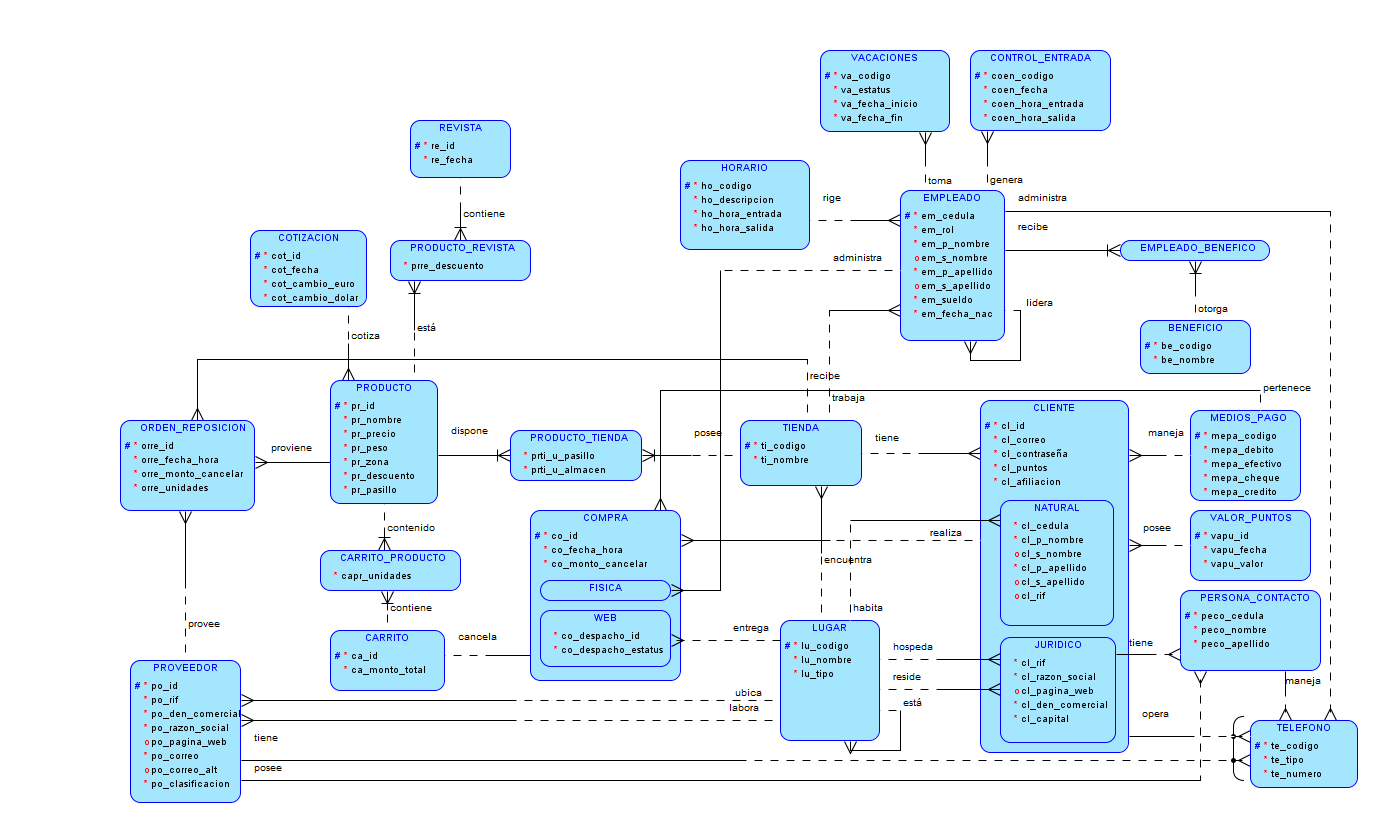 VACACIONES
# * va_codigo
* va_estatus
* va_fecha_inicio
* va_fecha_fin
CONTROL_ENTRADA
# * coen_codigo
* coen_fecha
* coen_hora_entrada
* coen_hora_salida
toma
genera
REVISTA
# * re_id
* re_fecha
contiene
HORARIO
# * ho_codigo
* ho_descripcion
* ho_hora_entrada
* ho_hora_salida
rige
EMPLEADO
# * em_cedula
* em_rol
* em_p_nombre
o em_s_nombre
* em_p_apellido
o em_s_apellido
* em_sueldo
* em_fecha_nac
administra
recibe
administra
lidera
EMPLEADO_BENEFICO
otorga
BENEFICIO
# * be_codigo
* be_nombre
COTIZACION
# * cot_id
* cot_fecha
* cot_cambio_euro
* cot_cambio_dolar
cotiza
PRODUCTO_REVISTA
* prre_descuento
está
recibe
trabaja
pertenece
PRODUCTO
# * pr_id
* pr_nombre
* pr_precio
* pr_peso
* pr_zona
* pr_descuento
* pr_pasillo
ORDEN_REPOSICION
# * orre_id
* orre_fecha_hora
* orre_monto_cancelar
* orre_unidades
proviene
dispone
PRODUCTO_TIENDA
* prti_u_pasillo
* prti_u_almacen
posee
TIENDA
# * ti_codigo
* ti_nombre
tiene
CLIENTE
# * cl_id
* cl_correo
* cl_contraseña
* cl_puntos
* cl_afiliacion
NATURAL
* cl_cedula
* cl_p_nombre
o cl_s_nombre
* cl_p_apellido
o cl_s_apellido
o cl_rif
JURIDICO
* cl_rif
* cl_razon_social
o cl_pagina_web
* cl_den_comercial
* cl_capital
maneja
MEDIOS_PAGO
# * mepa_codigo
* mepa_debito
* mepa_efectivo
* mepa_cheque
* mepa_credito
posee
VALOR_PUNTOS
# * vapu_id
* vapu_fecha
* vapu_valor
contenido
CARRITO_PRODUCTO
* capr_unidades
contiene
CARRITO
# * ca_id
* ca_monto_total
cancela
COMPRA
# * co_id
* co_fecha_hora
* co_monto_cancelar
FISICA
WEB
* co_despacho_id
* co_despacho_estatus
realiza
encuentra
habita
entrega
LUGAR
# * lu_codigo
* lu_nombre
* lu_tipo
hospeda
reside
está
PERSONA_CONTACTO
# * peco_cedula
* peco_nombre
* peco_apellido
tiene
maneja
provee
PROVEEDOR
# * po_id
* po_rif
* po_den_comercial
* po_razon_social
o po_pagina_web
* po_correo
o po_correo_alt
* po_clasificacion
ubica
labora
tiene
posee
opera
TELEFONO
# * te_codigo
* te_tipo
* te_numero